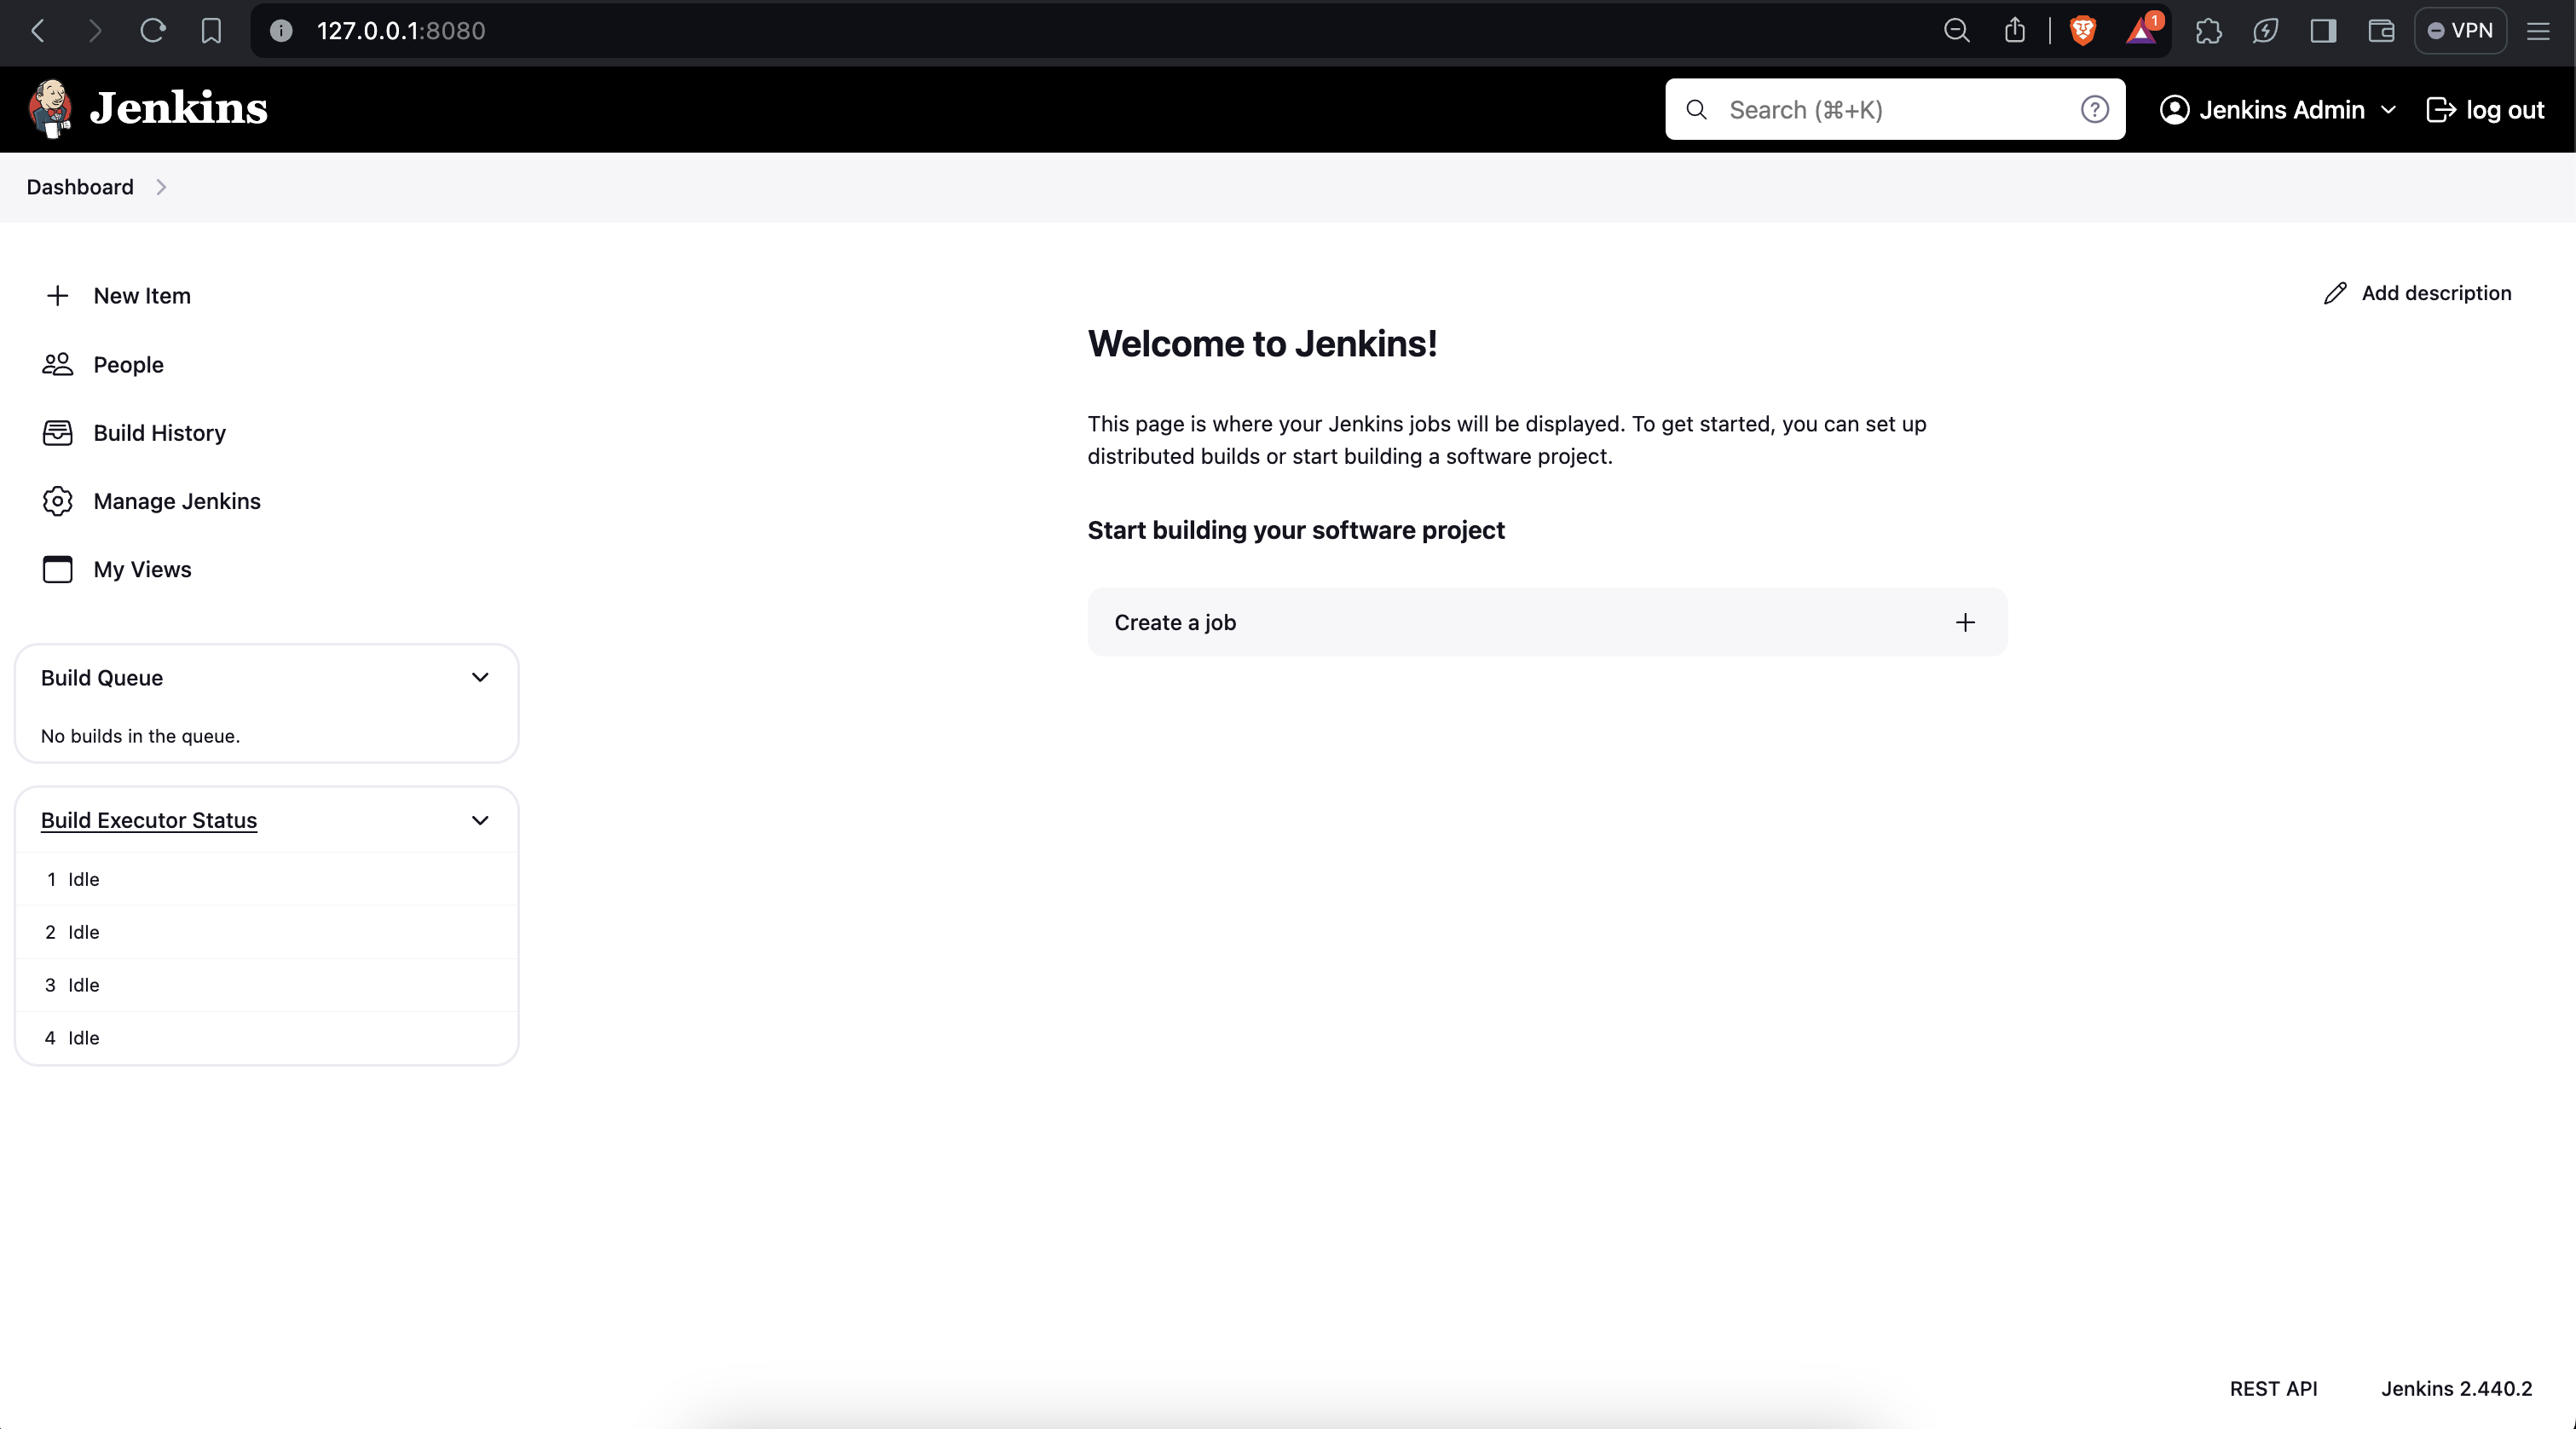 127.0.0.1:8080
1
VPN
Jenkins
Search (⌘+K)
Jenkins Admin
log out
Dashboard
New Item
People
Build History
Manage Jenkins
My Views
Build Queue
No builds in the queue.
Build Executor Status
1 Idle
2 Idle
3 Idle
4 Idle
Add description
Welcome to Jenkins!
This page is where your Jenkins jobs will be displayed. To get started, you can set up
distributed builds or start building a software project.
Start building your software project
Create a job
REST API
Jenkins 2.440.2